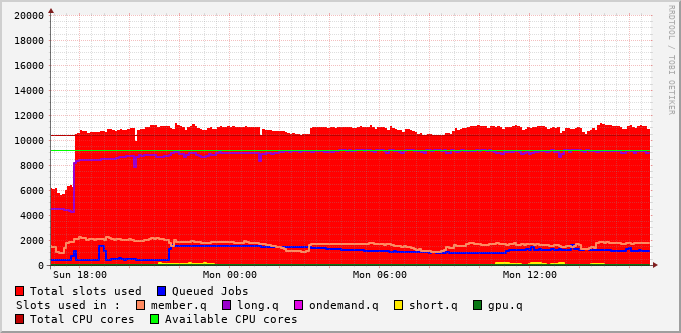 RRDTOOL / TOBI OETIKER
20000
18000
16000
14000
12000
10000
8000
6000
4000
2000
0
Sun 18:00 Mon 00:00 Mon 06:00 Mon 12:00
Total slots used Queued Jobs
Slots used in : member.q long.q ondemand.q short.q gpu.q
Total CPU cores Available CPU cores